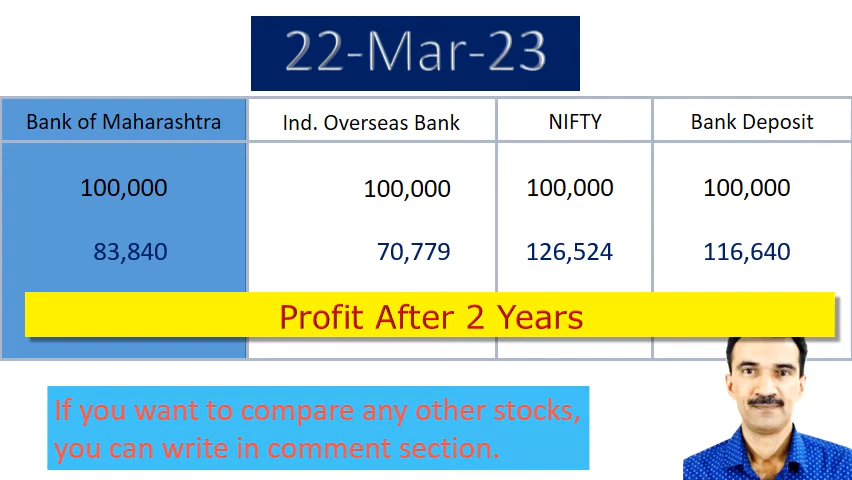 22-Mar-23
Bank of Maharashtra Ind. Overseas Bank NIFTY Bank Deposit
100,000 100,000 100,000 100,000
83,840 70,779 126,524 116,640
Profit After 2 Years
If you want to compare any other stocks,
you can write in comment section.